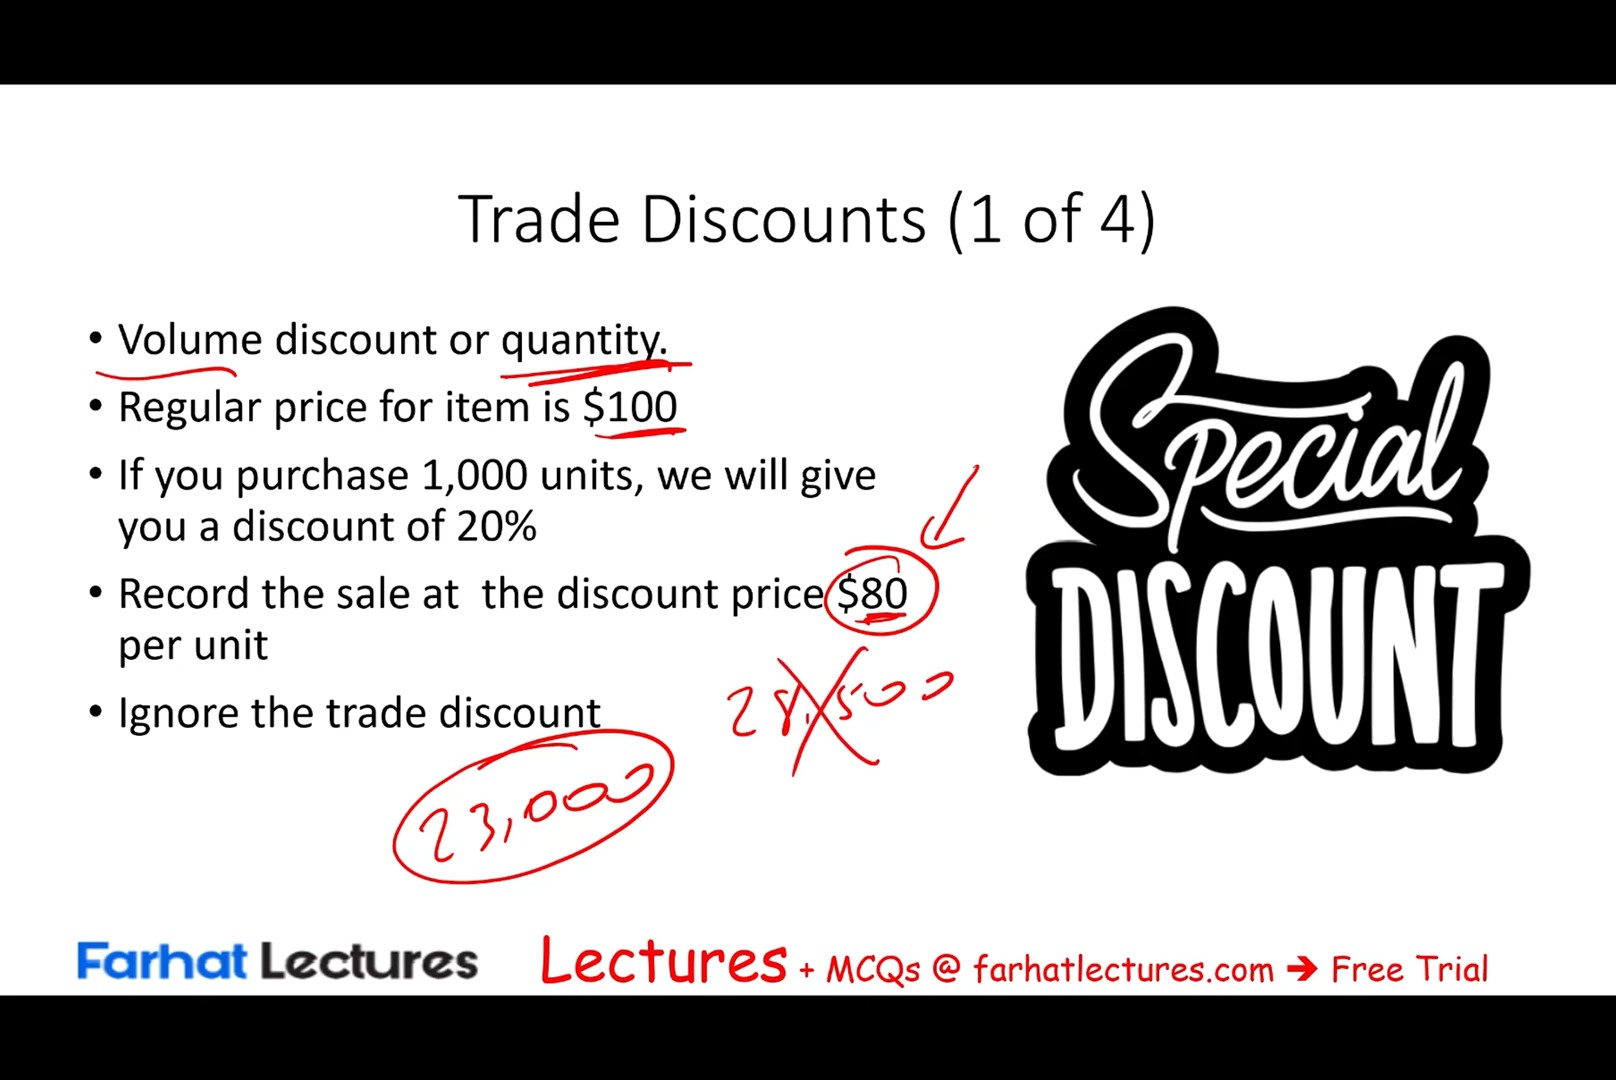 Trade Discounts (1 of 4)
• Volume discount or quantity.
• Regular price for item is $100
• If you purchase 1,000 units, we will give
you a discount of 20%
• Record the sale at the discount price $80
per unit
• Ignore the trade discount
28,500
23,000
Special
DISCOUNT
Farhat Lectures
Lectures + MCQs @ farhatlectures.com → Free Trial